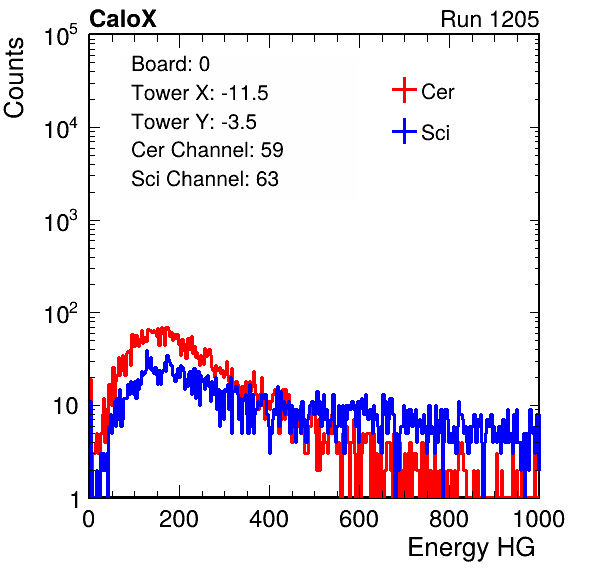 CaloX Run 1205
Counts
10^5
10^4
10^3
10^2
10
1
Board: 0
Tower X: -11.5
Tower Y: -3.5
Cer Channel: 59
Sci Channel: 63
Cer
Sci
0 200 400 600 800 1000
Energy HG